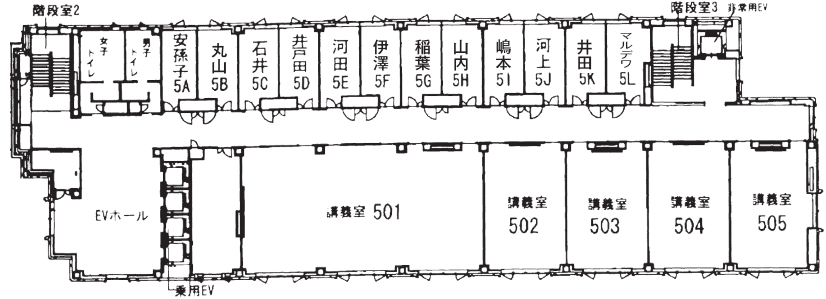 階段室2
階段室3
非常用EV
女子
トイレ
男子
トイレ
安孫子
5A
丸山
5B
石井
5C
井戸田
5D
河田
5E
伊澤
5F
稲葉
5G
山内
5H
嶋本
5I
河上
5J
井田
5K
マルデワ
5L
EVホール
乗用EV
講義室 501
講義室
502
講義室
503
講義室
504
講義室
505